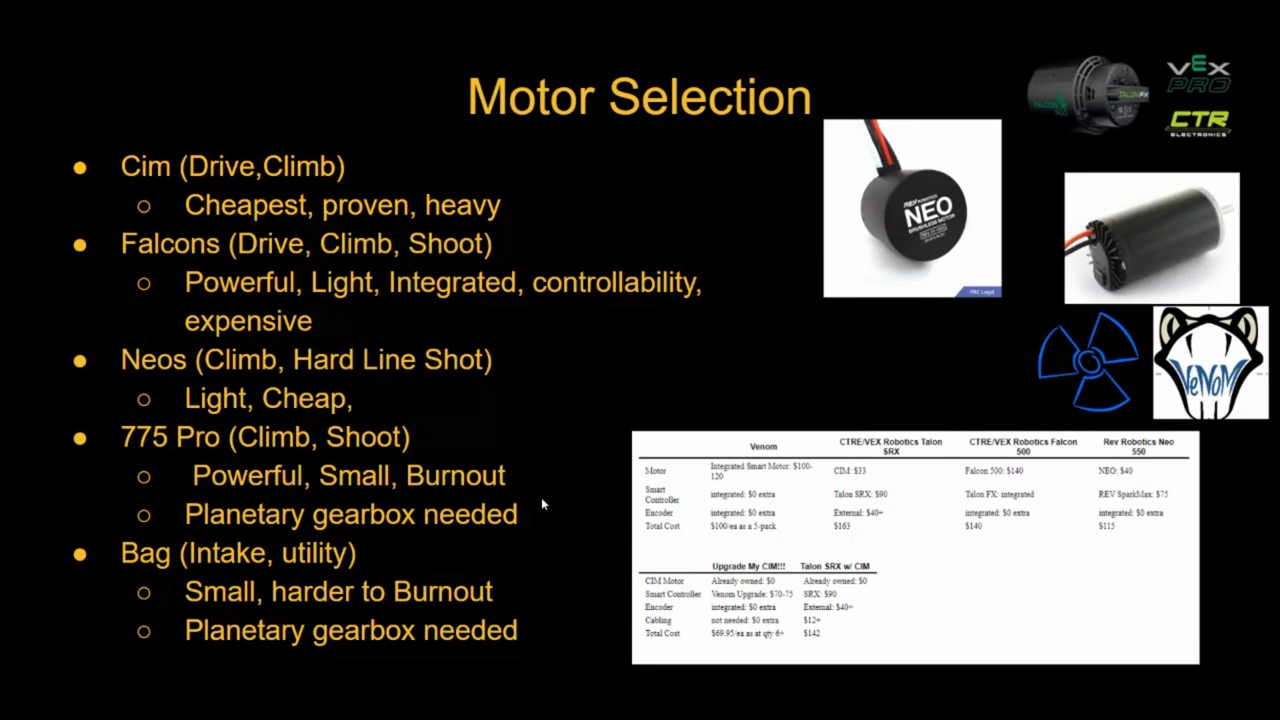 Motor Selection
● Cim (Drive,Climb)
○ Cheapest, proven, heavy
● Falcons (Drive, Climb, Shoot)
○ Powerful, Light, Integrated, controllability,
expensive
● Neos (Climb, Hard Line Shot)
○ Light, Cheap,
● 775 Pro (Climb, Shoot)
○ Powerful, Small, Burnout
○ Planetary gearbox needed
● Bag (Intake, utility)
○ Small, harder to Burnout
○ Planetary gearbox needed
REV ROBOTICS
NEO
BRUSHLESS MOTOR
FRC Legal
TALON FX
VEX
PRO
CTR
ELECTRONICS
VeNoM
Venom CTRE/VEX Robotics Talon SRX CTRE/VEX Robotics Falcon 500 Rev Robotics Neo 550
Motor Integrated Smart Motor: $100-120 CIM: $33 Falcon 500: $140 NEO: $40
Smart Controller integrated: $0 extra Talon SRX: $90 Talon FX: integrated REV SparkMax: $75
Encoder integrated: $0 extra External: $40+ integrated: $0 extra integrated: $0 extra
Total Cost $100/ea as a 5-pack $163 $140 $115
Upgrade My CIM!!! Talon SRX w/ CIM
CIM Motor Already owned: $0 Already owned: $0
Smart Controller Venom Upgrade: $70-75 SRX: $90
Encoder integrated: $0 extra External: $40+
Cabling not needed: $0 extra $12+
Total Cost $69.95/ea as at qty 6+ $142